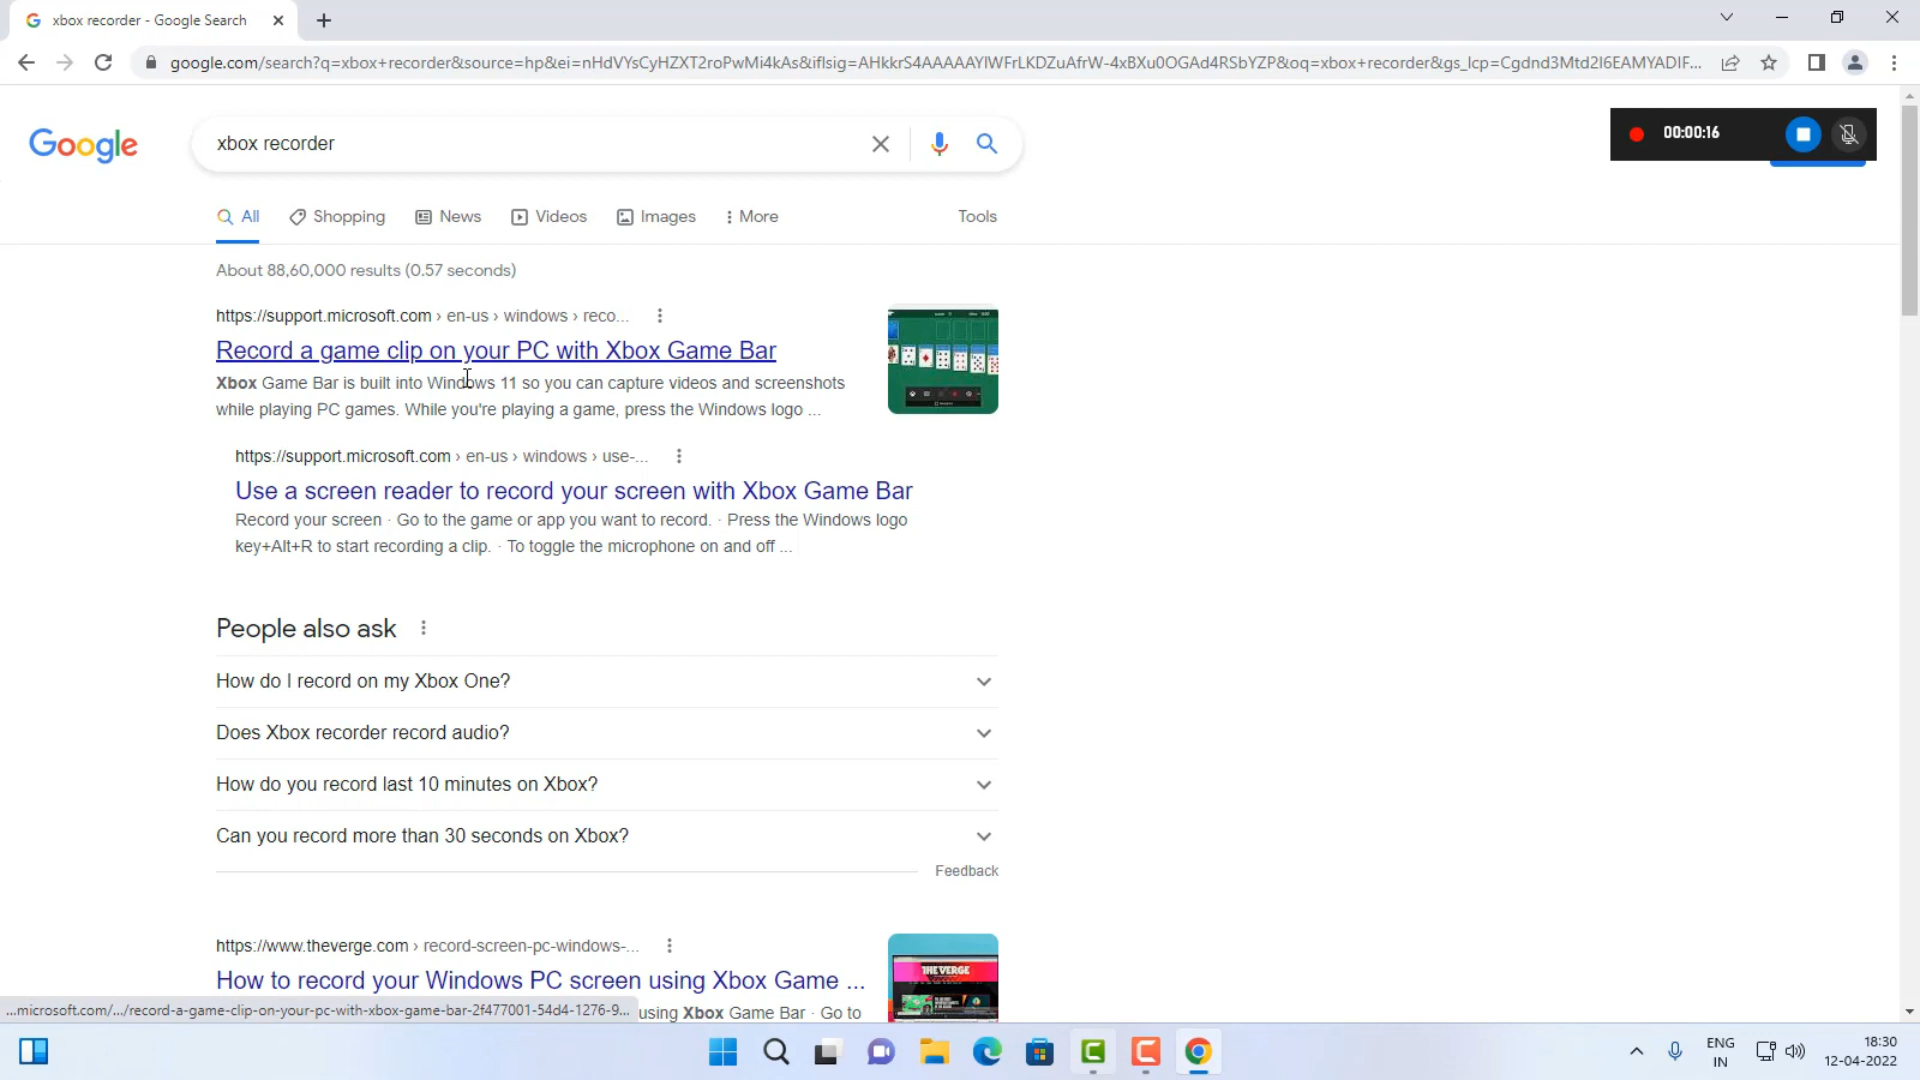 xbox recorder - Google Search
google.com/search?q=xbox+recorder&source=hp&ei=nHdVYsCyHZXT2roPwMi4kAs&iflsig=AHkkrS4AAAAAYlWFrLKDZuAfrW-4xBXu0OGAd4RSbYZP&oq=xbox+recorder&gs_lcp=Cgdnd3Mtd2l6EAMYADIF...
Google
xbox recorder
00:00:16
All
Shopping
News
Videos
Images
More
Tools
About 88,60,000 results (0.57 seconds)
https://support.microsoft.com › en-us › windows › reco...
Record a game clip on your PC with Xbox Game Bar
Xbox Game Bar is built into Windows 11 so you can capture videos and screenshots
while playing PC games. While you're playing a game, press the Windows logo ...
https://support.microsoft.com › en-us › windows › use-...
Use a screen reader to record your screen with Xbox Game Bar
Record your screen · Go to the game or app you want to record. · Press the Windows logo
key+Alt+R to start recording a clip. · To toggle the microphone on and off ...
People also ask
How do I record on my Xbox One?
Does Xbox recorder record audio?
How do you record last 10 minutes on Xbox?
Can you record more than 30 seconds on Xbox?
Feedback
https://www.theverge.com › record-screen-pc-windows-...
How to record your Windows PC screen using Xbox Game ...
THE VERGE
...microsoft.com/.../record-a-game-clip-on-your-pc-with-xbox-game-bar-2f477001-54d4-1276-9...
using Xbox Game Bar · Go to
ENG
IN
18:30
12-04-2022